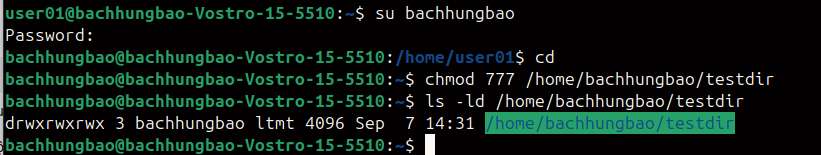 user01@bachhungbao-Vostro-15-5510:~$ su bachhungbao
Password:
bachhungbao@bachhungbao-Vostro-15-5510:/home/user01$ cd
bachhungbao@bachhungbao-Vostro-15-5510:~$ chmod 777 /home/bachhungbao/testdir
bachhungbao@bachhungbao-Vostro-15-5510:~$ ls -ld /home/bachhungbao/testdir
drwxrwxrwx 3 bachhungbao ltmt 4096 Sep  7 14:31 /home/bachhungbao/testdir
bachhungbao@bachhungbao-Vostro-15-5510:~$